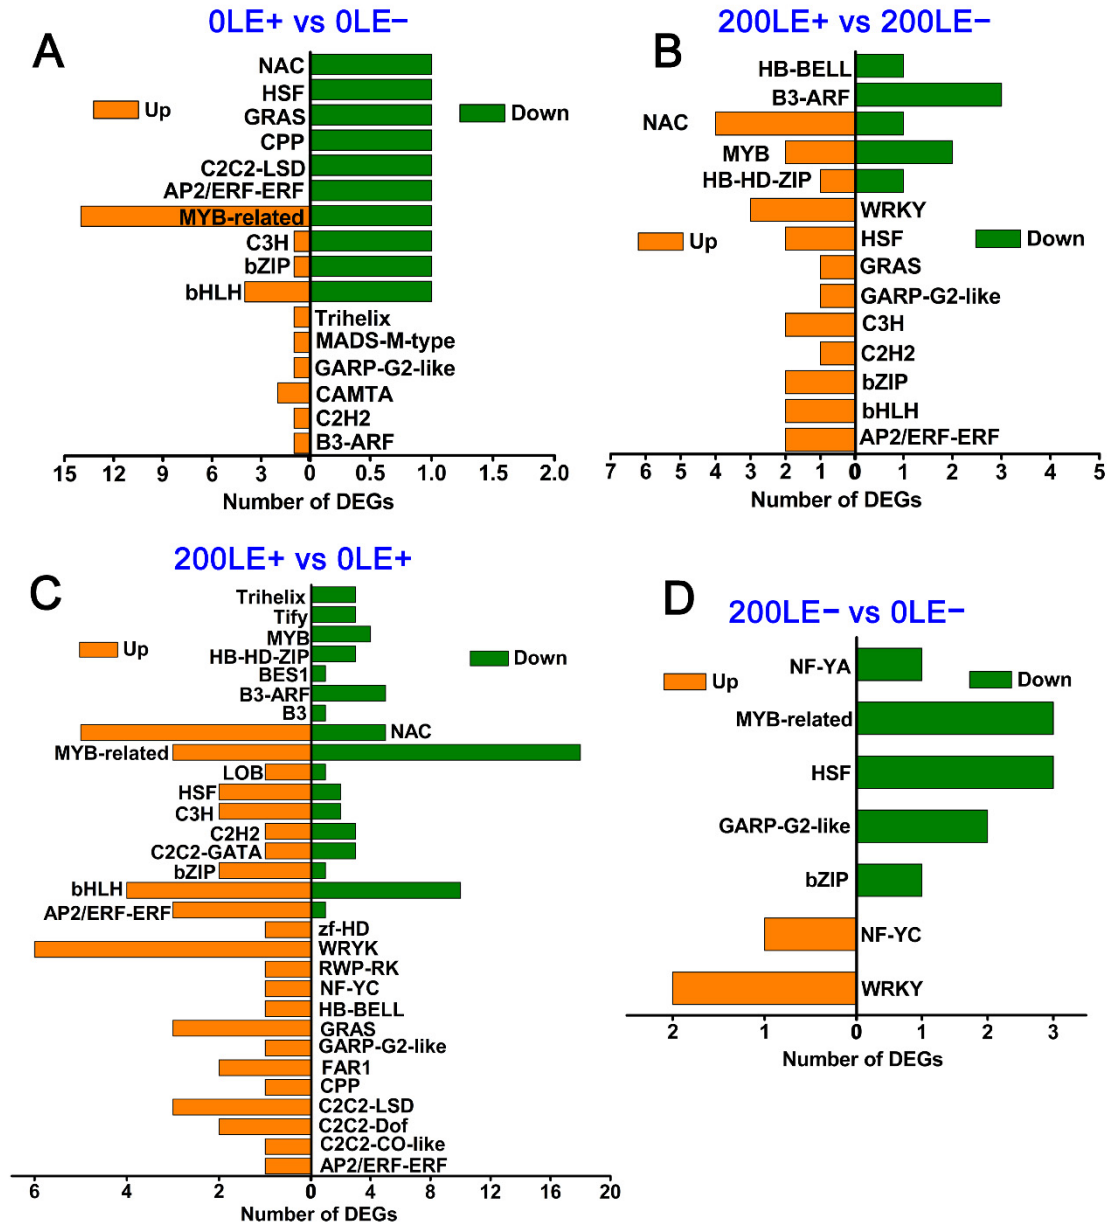 A
0LE+ vs 0LE−
NAC
HSF
GRAS
CPP
C2C2-LSD
AP2/ERF-ERF
MYB-related
C3H
bZIP
bHLH
Trihelix
MADS-M-type
GARP-G2-like
CAMTA
C2H2
B3-ARF
Up
Down
15 12 9 6 3 0 0.5 1.0 1.5 2.0
Number of DEGs
B
200LE+ vs 200LE−
HB-BELL
B3-ARF
NAC
MYB
HB-HD-ZIP
WRKY
HSF
GRAS
GARP-G2-like
C3H
C2H2
bZIP
bHLH
AP2/ERF-ERF
Up
Down
7 6 5 4 3 2 1 0 1 2 3 4 5
Number of DEGs
C
200LE+ vs 0LE+
Trihelix
Tify
MYB
HB-HD-ZIP
BES1
B3-ARF
B3
NAC
MYB-related
LOB
HSF
C3H
C2H2
C2C2-GATA
bZIP
bHLH
AP2/ERF-ERF
zf-HD
WRYK
RWP-RK
NF-YC
HB-BELL
GRAS
GARP-G2-like
FAR1
CPP
C2C2-LSD
C2C2-Dof
C2C2-CO-like
AP2/ERF-ERF
Up
Down
6 4 2 0 4 8 12 16 20
Number of DEGs
D
200LE− vs 0LE−
NF-YA
MYB-related
HSF
GARP-G2-like
bZIP
NF-YC
WRKY
Up
Down
2 1 0 1 2 3
Number of DEGs